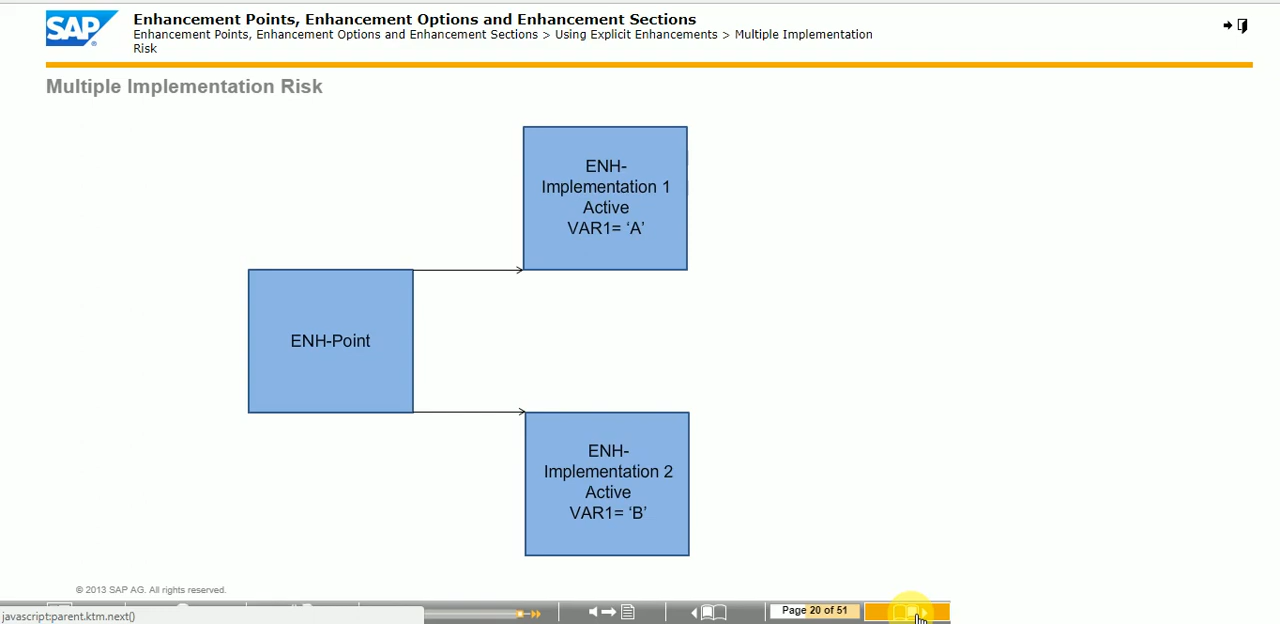 SAP
Enhancement Points, Enhancement Options and Enhancement Sections
Enhancement Points, Enhancement Options and Enhancement Sections > Using Explicit Enhancements > Multiple Implementation
Risk
Multiple Implementation Risk
ENH-
Implementation 1
Active
VAR1= ‘A’
ENH-Point
ENH-
Implementation 2
Active
VAR1= ‘B’
© 2013 SAP AG. All rights reserved.
javascript:parent.ktm.next()
Page 20 of 51